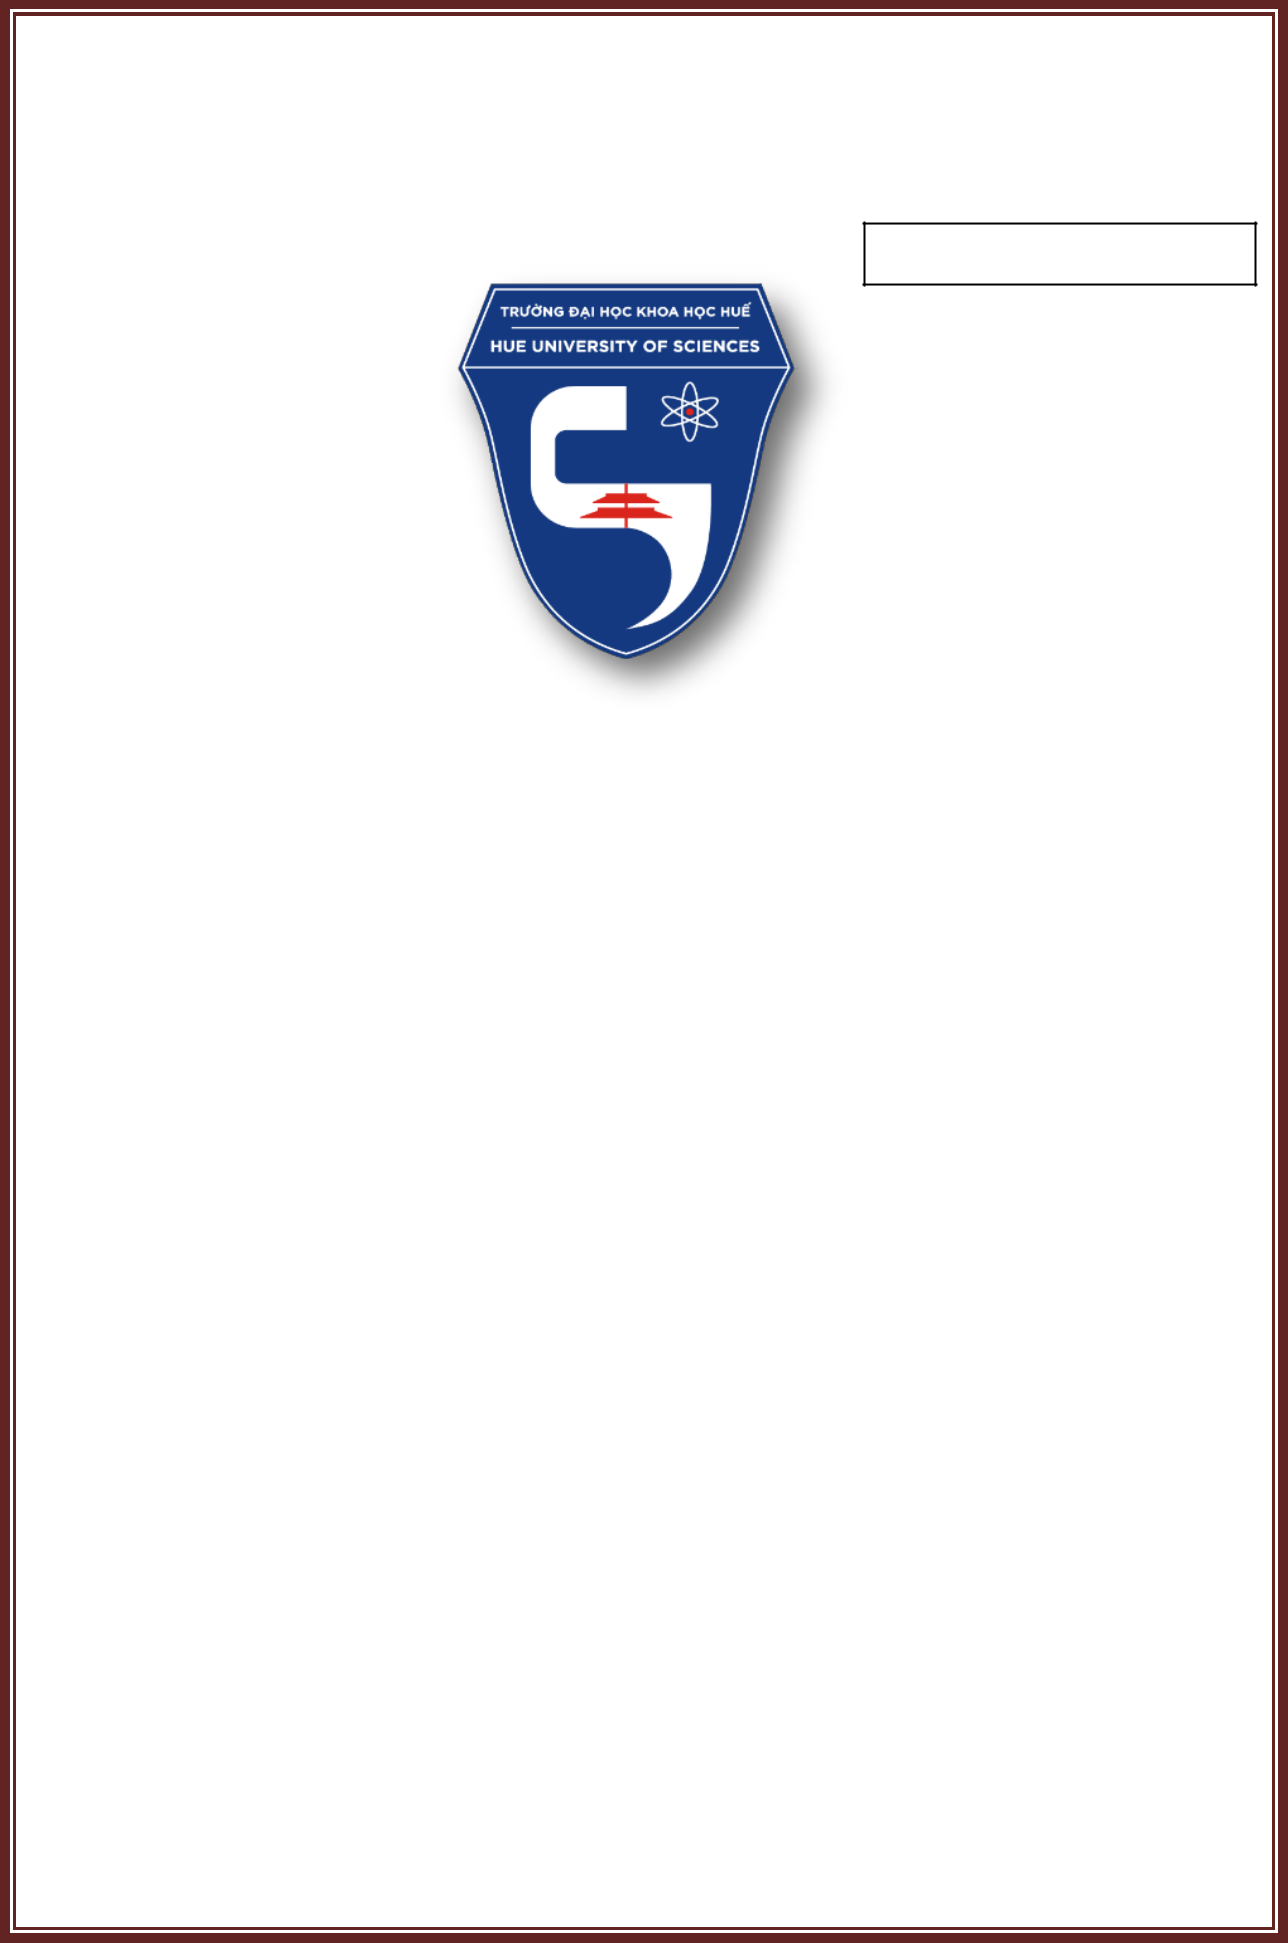 TRƯỜNG ĐẠI HỌC KHOA HỌC HUẾ
HUE UNIVERSITY OF SCIENCES